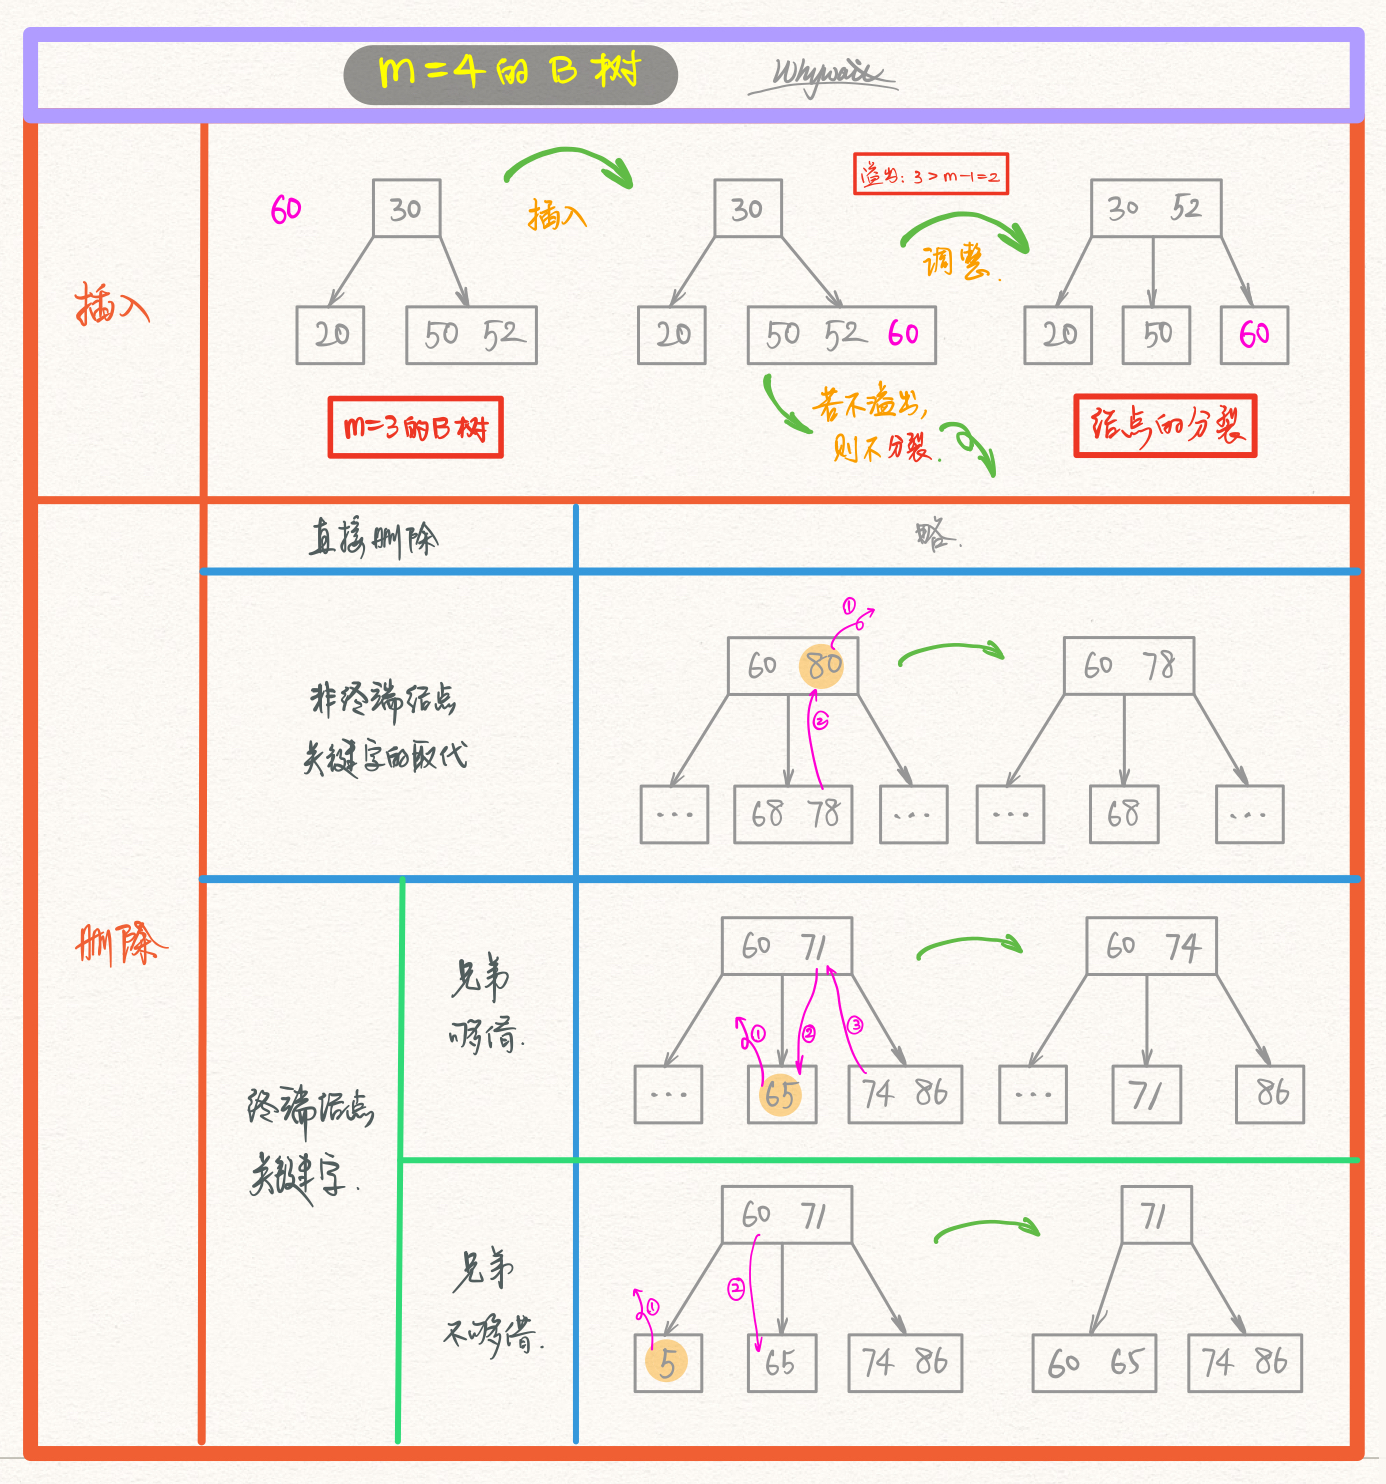 m=4的B树
Whywait
插入
60
30
20
50 52
m=3的B树
插入
30
20
50 52 60
若不溢出,
则不分裂.
溢出: 3>m-1=2
调整.
30 52
20
50
60
结点的分裂
删除
直接删除
略.
非终端结点
关键字的取代
60 80
①
②
...
68 78
...
60 78
...
68
...
终端结点
关键字.
兄弟
够借.
60 71
①
②
③
...
65
74 86
60 74
...
71
86
兄弟
不够借.
60 71
①
②
5
65
74 86
71
60 65
74 86